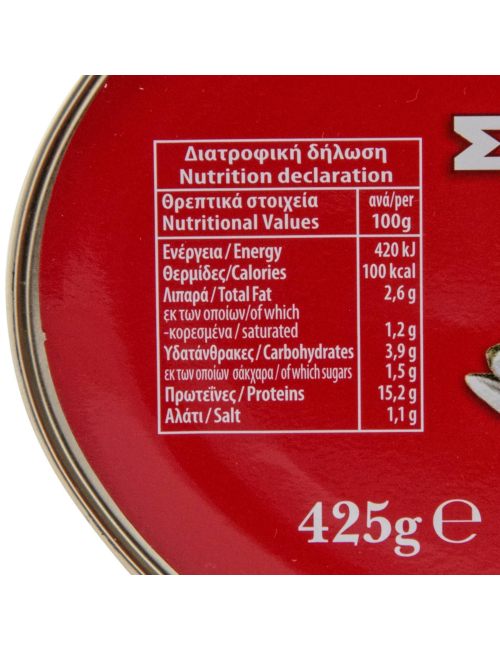 Διατροφική δήλωση
Nutrition declaration
Θρεπτικά στοιχεία ανά/per
Nutritional Values 100g
Ενέργεια / Energy 420 kJ
Θερμίδες/Calories 100 kcal
Λιπαρά / Total Fat 2,6 g
εκ των οποίων/of which
-κορεσμένα / saturated 1,2 g
Υδατάνθρακες / Carbohydrates 3,9 g
εκ των οποίων σάκχαρα / of which sugars 1,5 g
Πρωτεΐνες / Proteins 15,2 g
Αλάτι / Salt 1,1 g
425g ℮